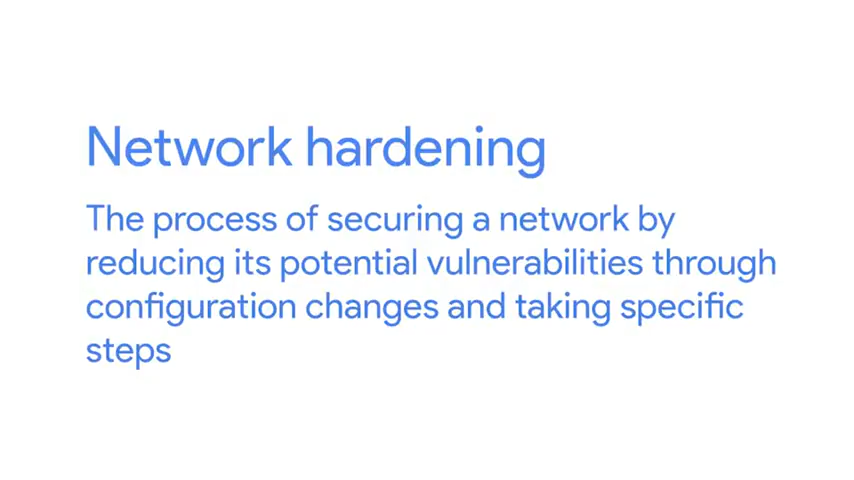 Network hardening
The process of securing a network by
reducing its potential vulnerabilities through
configuration changes and taking specific
steps